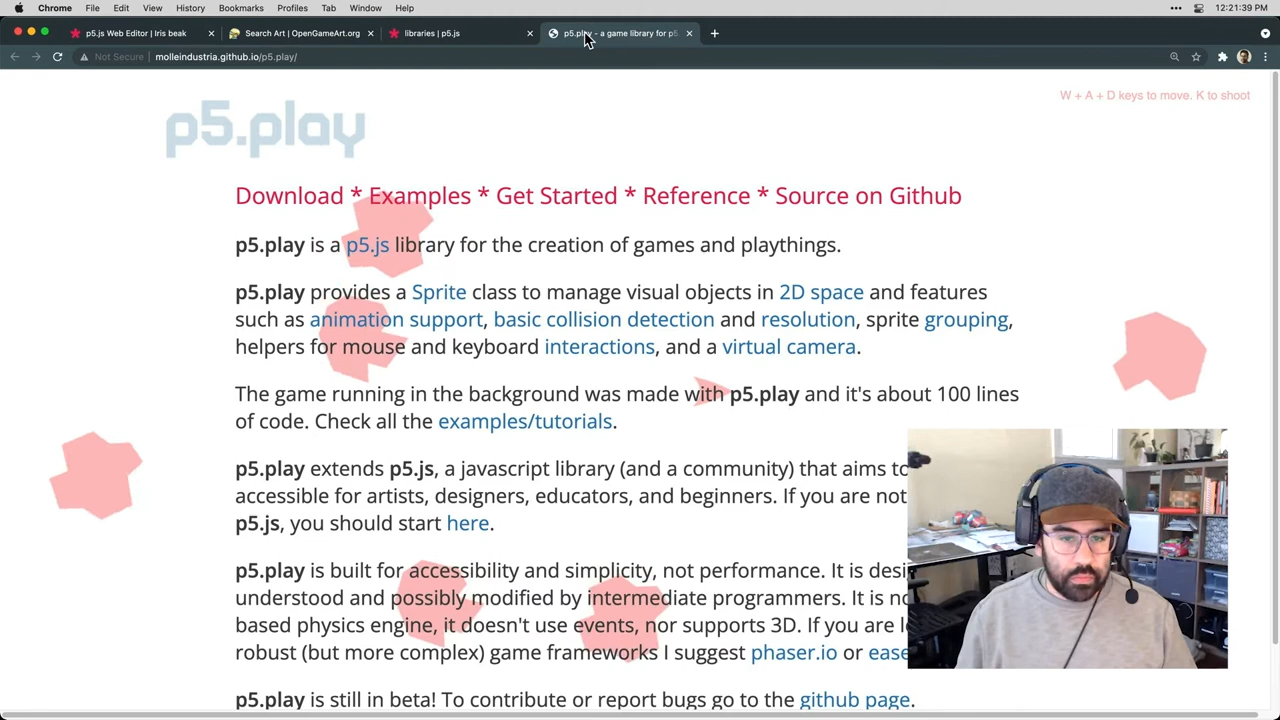 Chrome File Edit View History Bookmarks Profiles Tab Window Help 12:21:39 PM
p5.js Web Editor | Iris beak Search Art | OpenGameArt.org libraries | p5.js p5.play - a game library for p5
Not Secure molleindustria.github.io/p5.play/
W + A + D keys to move. K to shoot
p5.play
Download * Examples * Get Started * Reference * Source on Github
p5.play is a p5.js library for the creation of games and playthings.
p5.play provides a Sprite class to manage visual objects in 2D space and features
such as animation support, basic collision detection and resolution, sprite grouping,
helpers for mouse and keyboard interactions, and a virtual camera.
The game running in the background was made with p5.play and it's about 100 lines
of code. Check all the examples/tutorials.
p5.play extends p5.js, a javascript library (and a community) that aims to
accessible for artists, designers, educators, and beginners. If you are not
p5.js, you should start here.
p5.play is built for accessibility and simplicity, not performance. It is desi
understood and possibly modified by intermediate programmers. It is no
based physics engine, it doesn't use events, nor supports 3D. If you are l
robust (but more complex) game frameworks I suggest phaser.io or ease
p5.play is still in beta! To contribute or report bugs go to the github page.